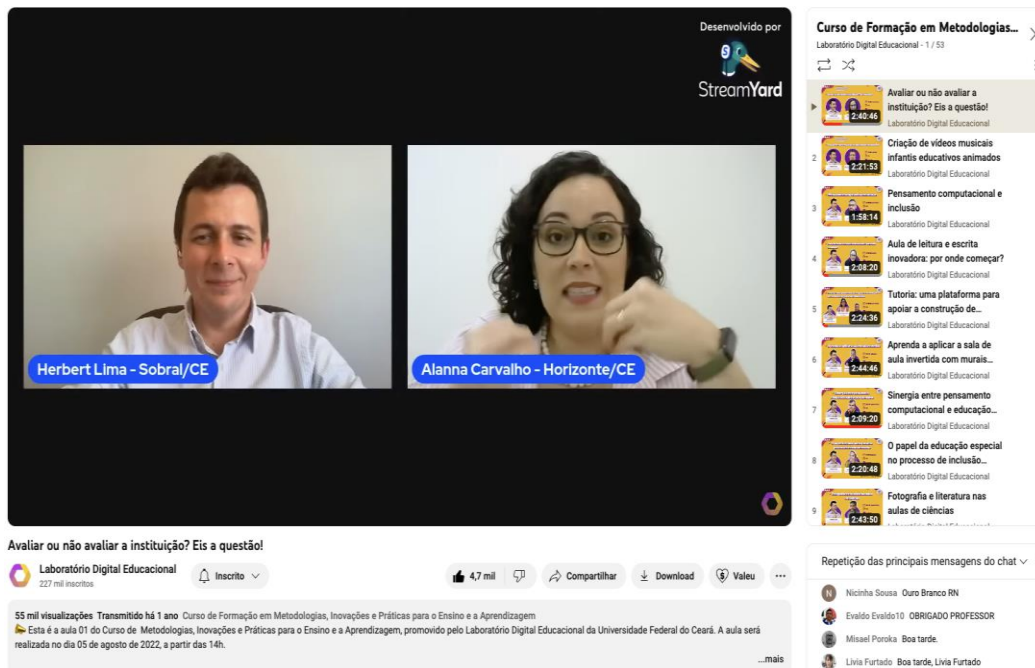 Desenvolvido por
StreamYard
Herbert Lima - Sobral/CE
Alanna Carvalho - Horizonte/CE
Avaliar ou não avaliar a instituição? Eis a questão!
Laboratório Digital Educacional
227 mil inscritos
Inscrito
4,7 mil
Compartilhar
Download
Valeu
55 mil visualizações Transmitido há 1 ano Curso de Formação em Metodologias, Inovações e Práticas para o Ensino e a Aprendizagem
Esta é a aula 01 do Curso de Metodologias, Inovações e Práticas para o Ensino e a Aprendizagem, promovido pelo Laboratório Digital Educacional da Universidade Federal do Ceará. A aula será
realizada no dia 05 de agosto de 2022, a partir das 14h.
...mais
Curso de Formação em Metodologias...
Laboratório Digital Educacional - 1 / 53
Avaliar ou não avaliar a
instituição? Eis a questão!
2:40:46
Laboratório Digital Educacional
2
Criação de vídeos musicais
infantis educativos animados
2:21:53
Laboratório Digital Educacional
3
Pensamento computacional e
inclusão
1:58:14
Laboratório Digital Educacional
4
Aula de leitura e escrita
inovadora: por onde começar?
2:08:20
Laboratório Digital Educacional
5
Tutoria: uma plataforma para
apoiar a construção de...
2:24:36
Laboratório Digital Educacional
6
Aprenda a aplicar a sala de
aula invertida com murais...
2:44:46
Laboratório Digital Educacional
7
Sinergia entre pensamento
computacional e educação...
2:09:20
Laboratório Digital Educacional
8
O papel da educação especial
no processo de inclusão...
2:20:48
Laboratório Digital Educacional
9
Fotografia e literatura nas
aulas de ciências
2:43:50
Repetição das principais mensagens do chat
N
Nicinha Sousa Ouro Branco RN
Evaldo Evaldo10 OBRIGADO PROFESSOR
Misael Poroka Boa tarde.
Livia Furtado Boa tarde, Livia Furtado